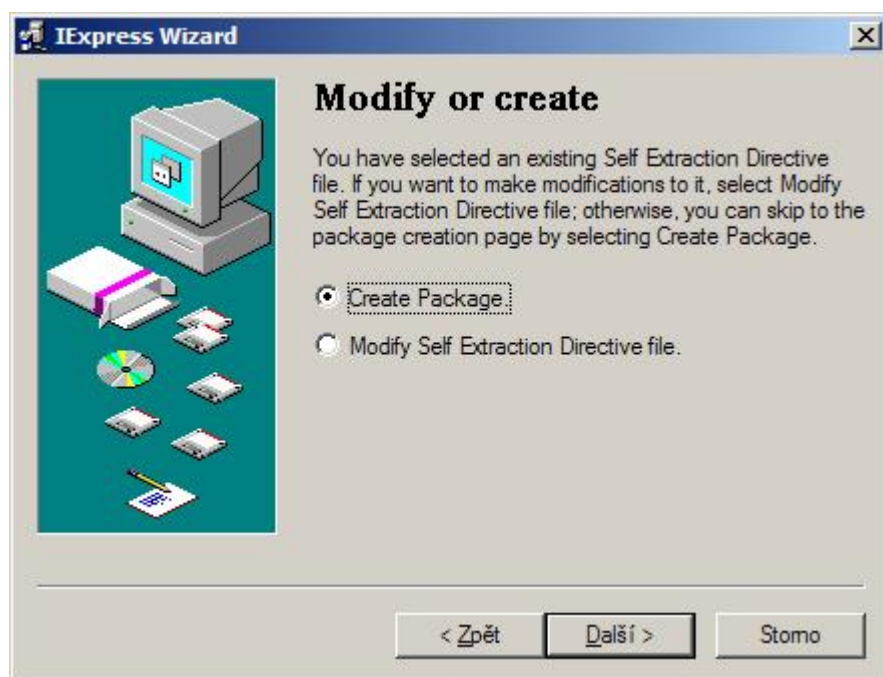 IExpress Wizard
Modify or create
You have selected an existing Self Extraction Directive
file. If you want to make modifications to it, select Modify
Self Extraction Directive file; otherwise, you can skip to the
package creation page by selecting Create Package.
Create Package.
Modify Self Extraction Directive file.
< Zpět
Další >
Storno